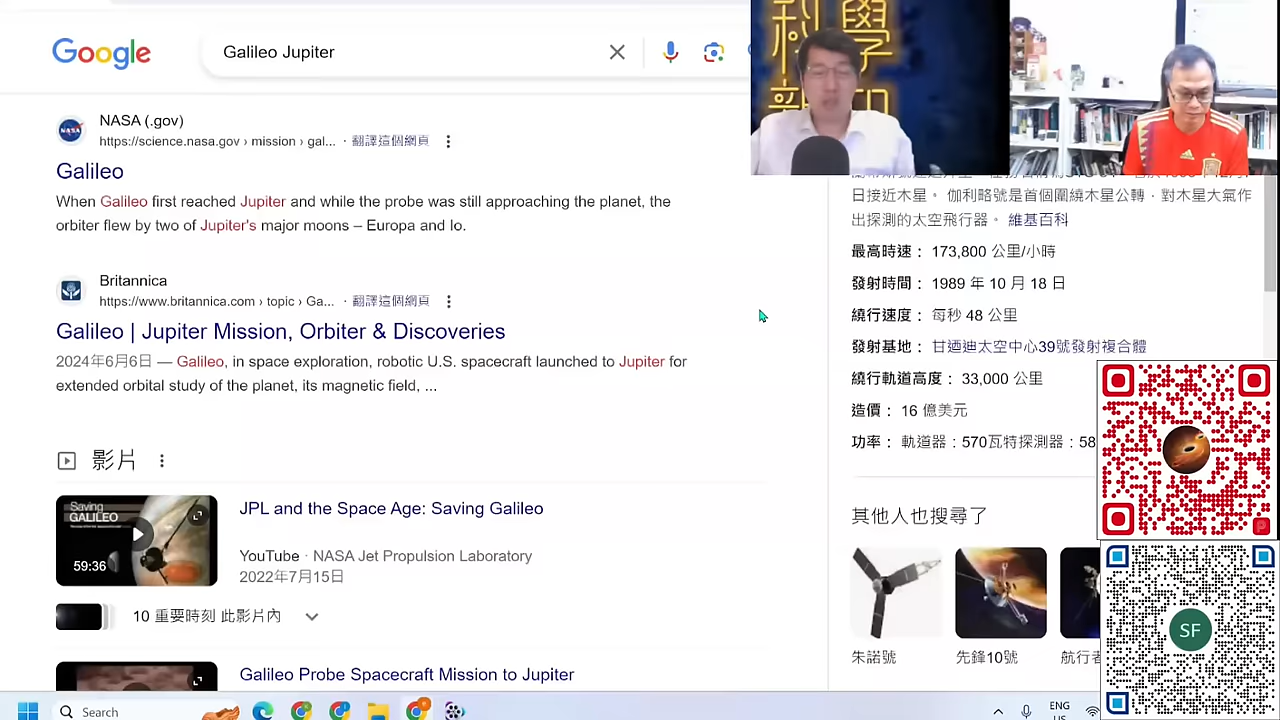 Google
Galileo Jupiter
科學
新知
NASA
NASA (.gov)
https://science.nasa.gov › mission › gal... · 翻譯這個網頁
Galileo
When Galileo first reached Jupiter and while the probe was still approaching the planet, the
orbiter flew by two of Jupiter's major moons – Europa and Io.
Britannica
https://www.britannica.com › topic › Ga... · 翻譯這個網頁
Galileo | Jupiter Mission, Orbiter & Discoveries
2024年6月6日 — Galileo, in space exploration, robotic U.S. spacecraft launched to Jupiter for
extended orbital study of the planet, its magnetic field, ...
影片
Saving
GALILEO
59:36
JPL and the Space Age: Saving Galileo
YouTube · NASA Jet Propulsion Laboratory
2022年7月15日
10 重要時刻 此影片內
Galileo Probe Spacecraft Mission to Jupiter
日接近木星。 伽利略號是首個圍繞木星公轉，對木星大氣作
出探測的太空飛行器。 維基百科
最高時速： 173,800 公里/小時
發射時間： 1989 年 10 月 18 日
繞行速度： 每秒 48 公里
發射基地： 甘迺迪太空中心39號發射複合體
繞行軌道高度： 33,000 公里
造價： 16 億美元
功率： 軌道器：570瓦特探測器：58
其他人也搜尋了
朱諾號
先鋒10號
航行者
SF
Search
ENG
US